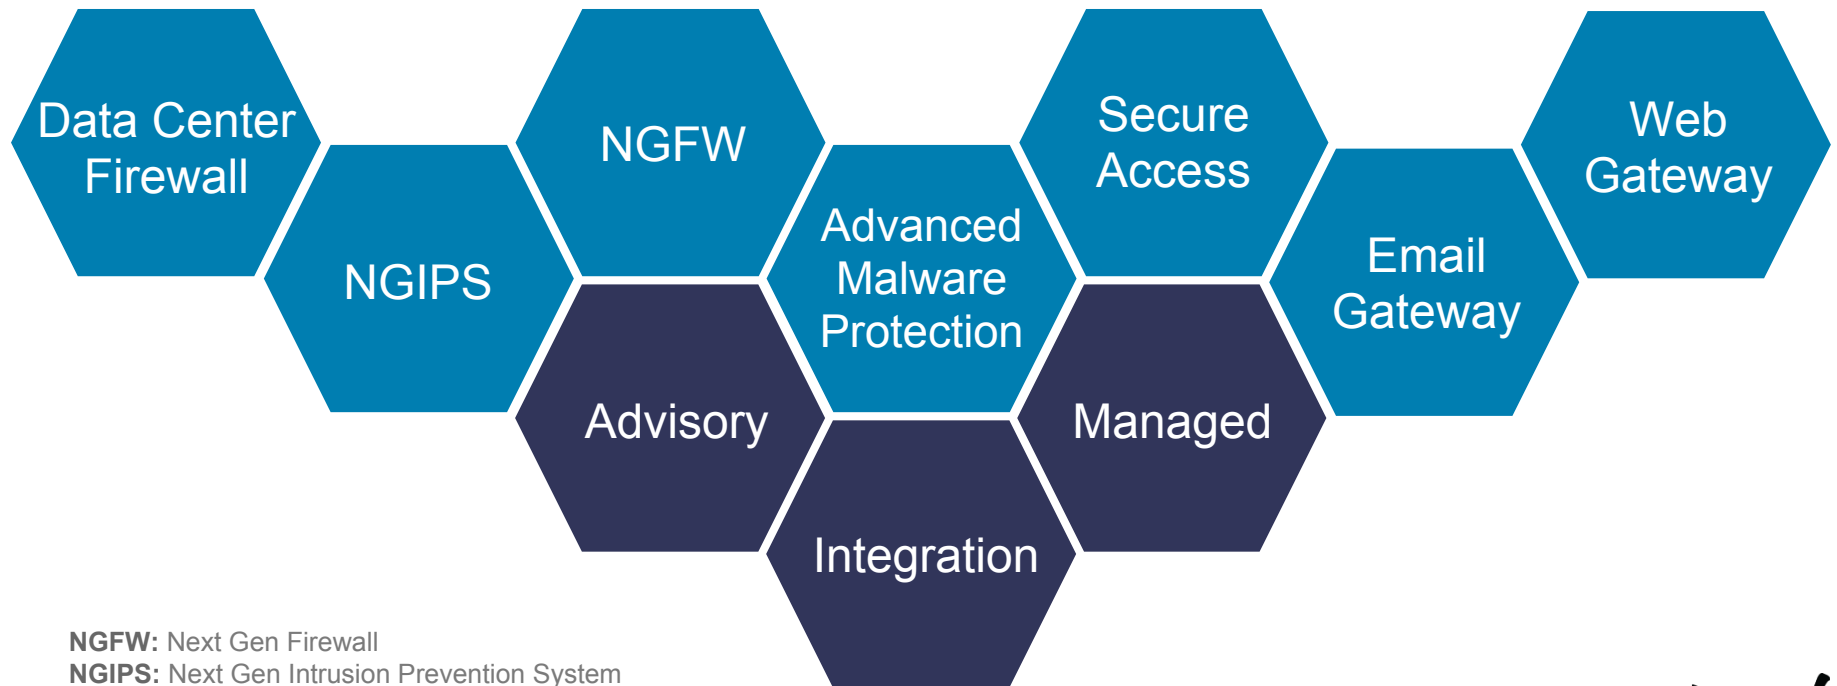 Data Center
Firewall
NGIPS
NGFW
Advanced
Malware
Protection
Secure
Access
Email
Gateway
Web
Gateway
Advisory
Integration
Managed
NGFW: Next Gen Firewall
NGIPS: Next Gen Intrusion Prevention System